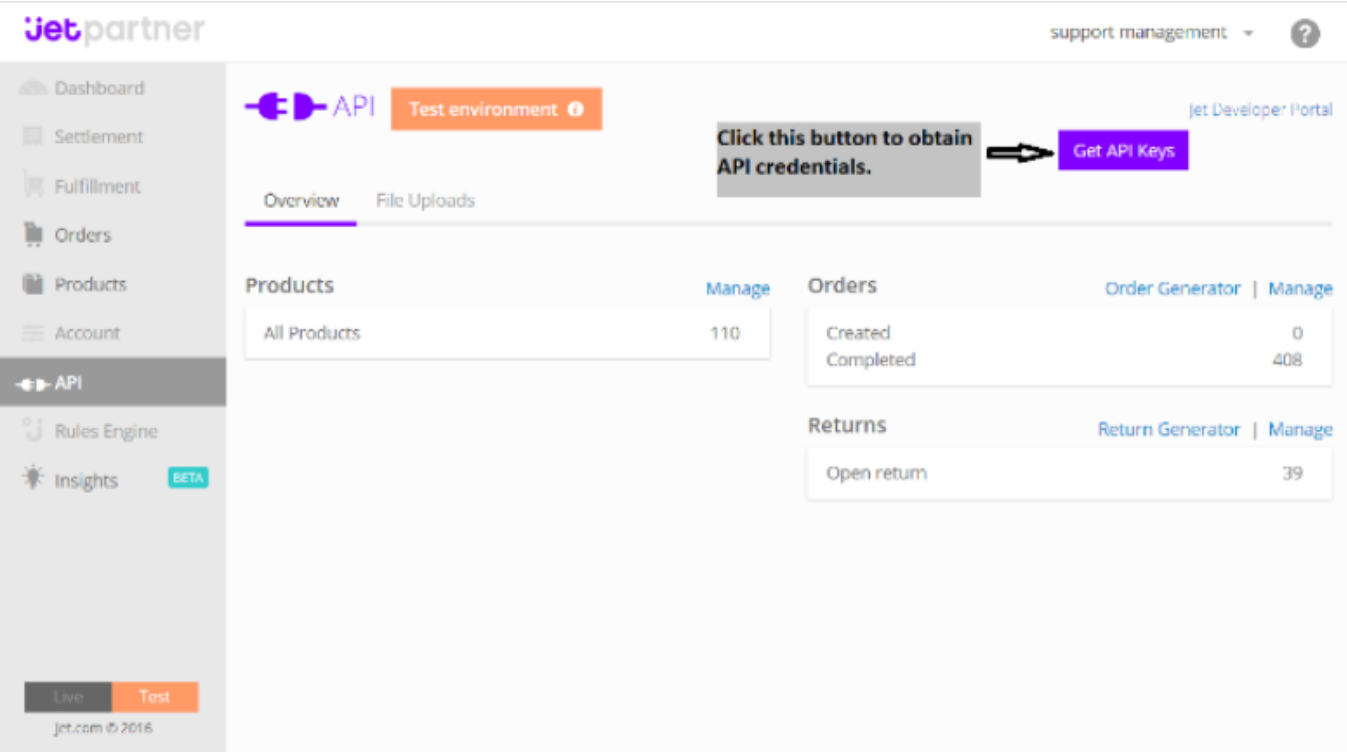 jetpartner
support management
?
Dashboard
Settlement
Fulfillment
Orders
Products
Account
API
Rules Engine
Insights BETA
Live Test
Jet.com © 2016
API Test environment i
Jet Developer Portal
Click this button to obtain
API credentials.
Get API Keys
Overview File Uploads
Products Manage
All Products 110
Orders Order Generator | Manage
Created 0
Completed 408
Returns Return Generator | Manage
Open return 39